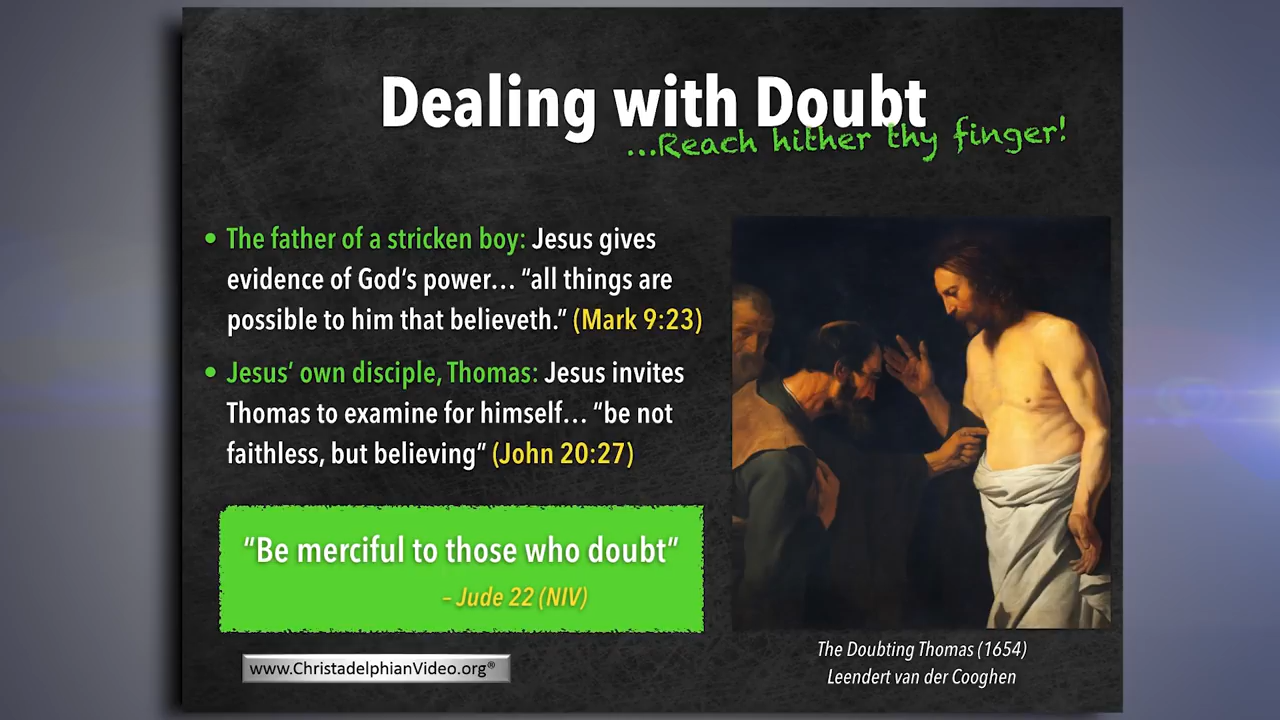 Dealing with Doubt
...Reach hither thy finger!
• The father of a stricken boy: Jesus gives
evidence of God's power... “all things are
possible to him that believeth.” (Mark 9:23)
• Jesus' own disciple, Thomas: Jesus invites
Thomas to examine for himself... “be not
faithless, but believing” (John 20:27)
“Be merciful to those who doubt”
– Jude 22 (NIV)
www.ChristadelphianVideo.org®
The Doubting Thomas (1654)
Leendert van der Cooghen